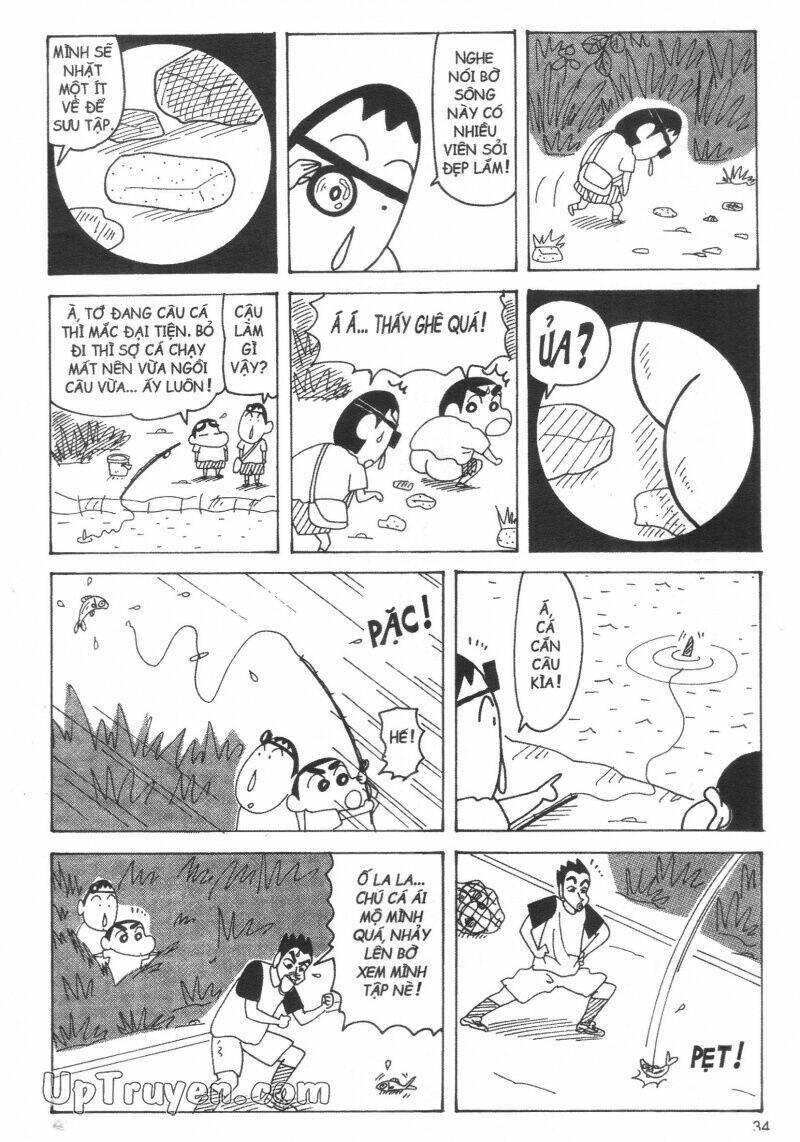 NGHE
NÓI BỜ
SÔNG
NÀY CÓ
NHIỀU
VIÊN SỎI
ĐẸP LẮM!
MÌNH SẼ
NHẶT
MỘT ÍT
VỀ ĐỂ
SƯU TẬP.
ỦA?
Á Á... THẤY GHÊ QUÁ!
CẬU
LÀM
GÌ
VẬY?
À, TỚ ĐANG CÂU CÁ
THÌ MẮC ĐẠI TIỆN. BỎ
ĐI THÌ SỢ CÁ CHẠY
MẤT NÊN VỪA NGỒI
CÂU VỪA... ẤY LUÔN!
Á,
CÁ
CẮN
CÂU
KÌA!
PẶC!
HẾ!
PẸT!
Ố LA LA...
CHÚ CÁ ÁI
MỘ MÌNH
QUÁ, NHẢY
LÊN BỜ
XEM MÌNH
TẬP NÈ!
UpTruyen.com
34